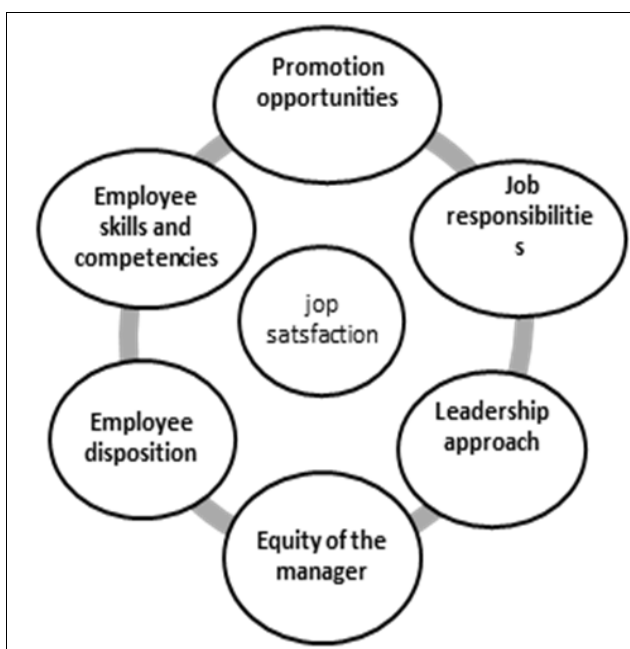 Promotion
opportunities
Job
responsibilitie
s
Leadership
approach
Equity of the
manager
Employee
disposition
Employee
skills and
competencies
jop
satsfaction